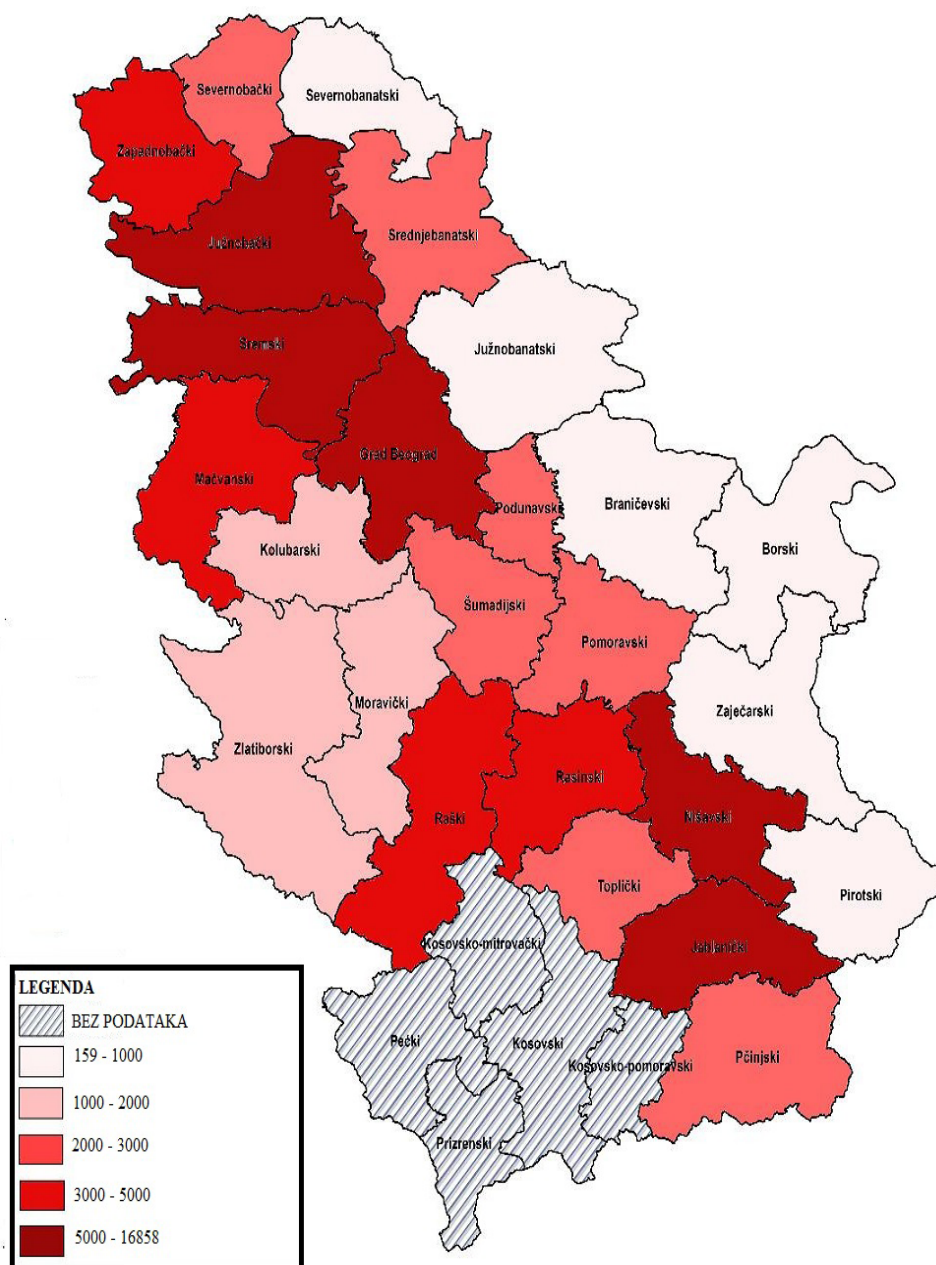 Severnobački
Severnobanatski
Zapadnobački
Južnobački
Srednjebanatski
Sremski
Južnobanatski
Grad Beograd
Mačvanski
Podunavski
Braničevski
Kolubarski
Borski
Šumadijski
Pomoravski
Moravički
Zaječarski
Zlatiborski
Rasinski
Raški
Nišavski
Toplički
Pirotski
Kosovsko-mitrovački
Jablanički
Pečki
Kosovski
Kosovsko-pomoravski
Pčinjski
Prizrenski
LEGENDA
BEZ PODATAKA
159 - 1000
1000 - 2000
2000 - 3000
3000 - 5000
5000 - 16858